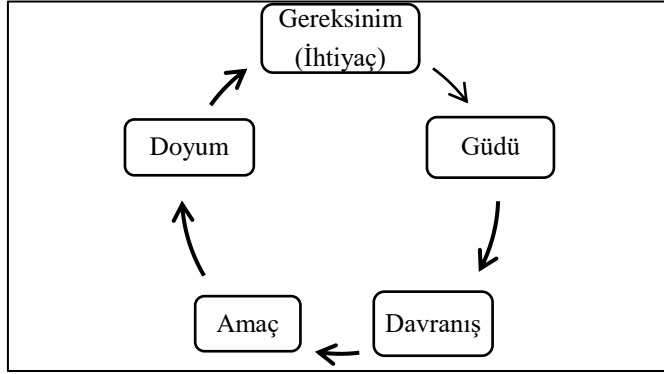 Gereksinim
(İhtiyaç)
Güdü
Davranış
Amaç
Doyum